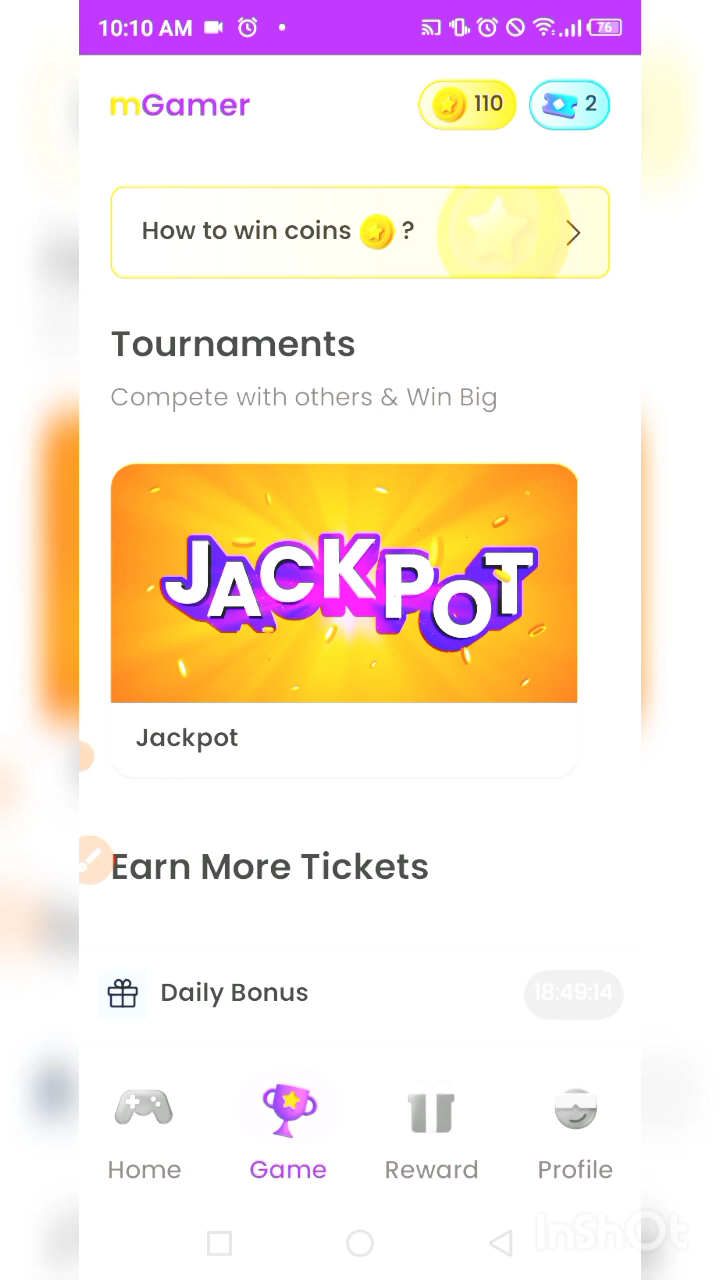 10:10 AM
76
mGamer
110
2
How to win coins ?
Tournaments
Compete with others & Win Big
JACKPOT
Jackpot
Earn More Tickets
Daily Bonus
18:49:14
Home
Game
Reward
Profile
InShOt